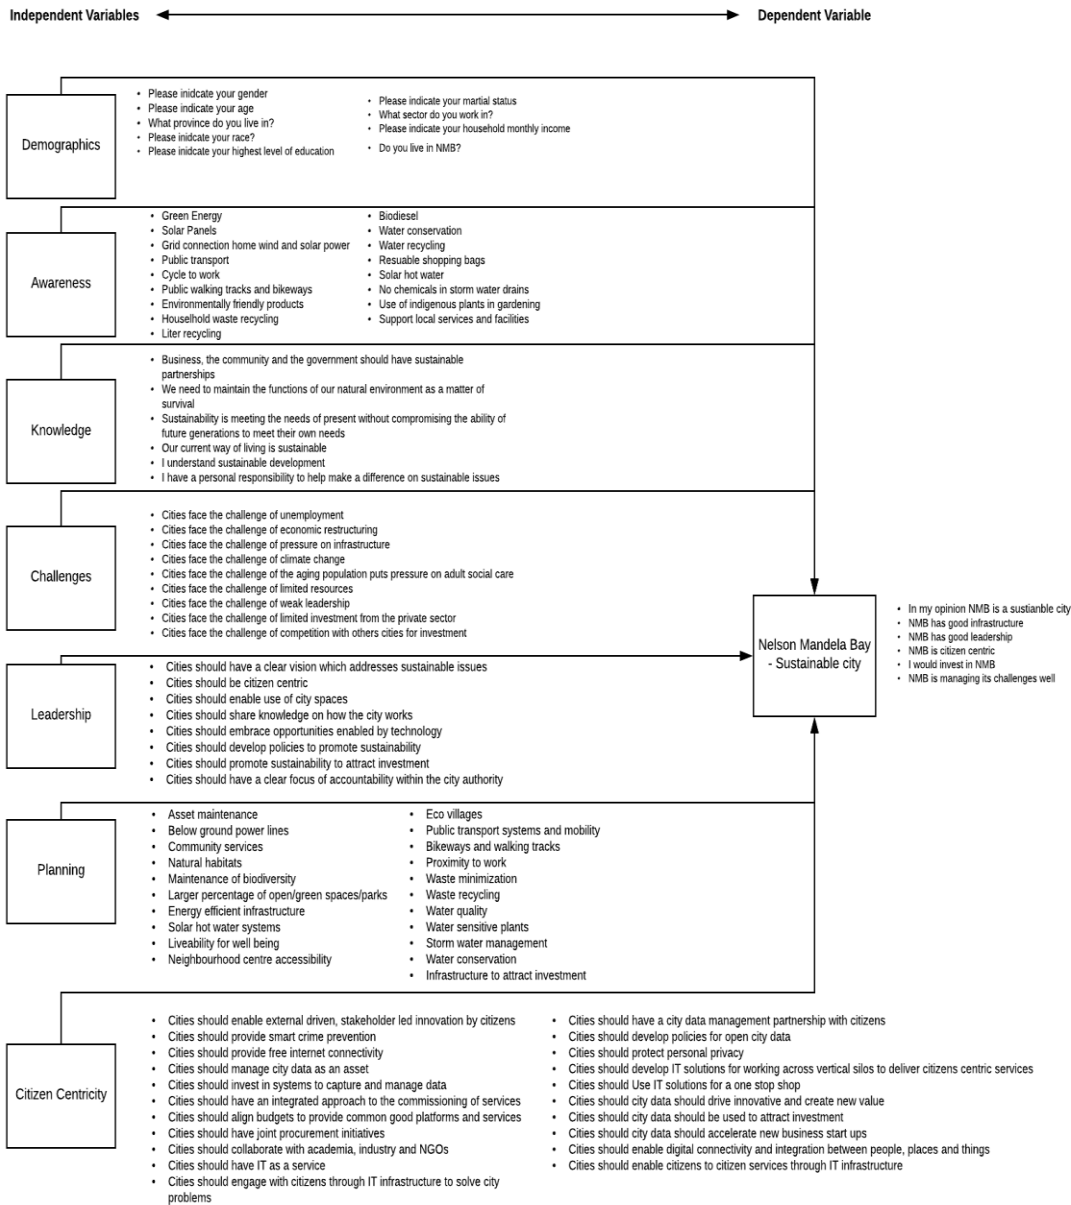 Independent Variables
Dependent Variable
Demographics
• Please inidcate your gender
• Please indicate your age
• What province do you live in?
• Please inidcate your race?
• Please inidcate your highest level of education
• Please indicate your martial status
• What sector do you work in?
• Please indicate your household monthly income
• Do you live in NMB?
Awareness
• Green Energy
• Solar Panels
• Grid connection home wind and solar power
• Public transport
• Cycle to work
• Public walking tracks and bikeways
• Environmentally friendly products
• Houselhold waste recycling
• Liter recycling
• Biodiesel
• Water conservation
• Water recycling
• Resuable shopping bags
• Solar hot water
• No chemicals in storm water drains
• Use of indigenous plants in gardening
• Support local services and facilities
Knowledge
• Business, the community and the government should have sustainable
partnerships
• We need to maintain the functions of our natural environment as a matter of
survival
• Sustainability is meeting the needs of present without compromising the ability of
future generations to meet their own needs
• Our current way of living is sustainable
• I understand sustainable development
• I have a personal responsibility to help make a difference on sustainable issues
Challenges
• Cities face the challenge of unemployment
• Cities face the challenge of economic restructuring
• Cities face the challenge of pressure on infrastructure
• Cities face the challenge of climate change
• Cities face the challenge of the aging population puts pressure on adult social care
• Cities face the challenge of limited resources
• Cities face the challenge of weak leadership
• Cities face the challenge of limited investment from the private sector
• Cities face the challenge of competition with others cities for investment
Nelson Mandela Bay
- Sustainable city
• In my opinion NMB is a sustianble city
• NMB has good infrastructure
• NMB has good leadership
• NMB is citizen centric
• I would invest in NMB
• NMB is managing its challenges well
Leadership
• Cities should have a clear vision which addresses sustainable issues
• Cities should be citizen centric
• Cities should enable use of city spaces
• Cities should share knowledge on how the city works
• Cities should embrace opportunities enabled by technology
• Cities should develop policies to promote sustainability
• Cities should promote sustainability to attract investment
• Cities should have a clear focus of accountability within the city authority
Planning
• Asset maintenance
• Below ground power lines
• Community services
• Natural habitats
• Maintenance of biodiversity
• Larger percentage of open/green spaces/parks
• Energy efficient infrastructure
• Solar hot water systems
• Liveability for well being
• Neighbourhood centre accessibility
• Eco villages
• Public transport systems and mobility
• Bikeways and walking tracks
• Proximity to work
• Waste minimization
• Waste recycling
• Water quality
• Water sensitive plants
• Storm water management
• Water conservation
• Infrastructure to attract investment
Citizen Centricity
• Cities should enable external driven, stakeholder led innovation by citizens
• Cities should provide smart crime prevention
• Cities should provide free internet connectivity
• Cities should manage city data as an asset
• Cities should invest in systems to capture and manage data
• Cities should have an integrated approach to the commissioning of services
• Cities should align budgets to provide common good platforms and services
• Cities should have joint procurement initiatives
• Cities should collaborate with academia, industry and NGOs
• Cities should have IT as a service
• Cities should engage with citizens through IT infrastructure to solve city
problems
• Cities should have a city data management partnership with citizens
• Cities should develop policies for open city data
• Cities should protect personal privacy
• Cities should develop IT solutions for working across vertical silos to deliver citizens centric services
• Cities should Use IT solutions for a one stop shop
• Cities should city data should drive innovative and create new value
• Cities should city data should be used to attract investment
• Cities should city data should accelerate new business start ups
• Cities should enable digital connectivity and integration between people, places and things
• Cities should enable citizens to citizen services through IT infrastructure